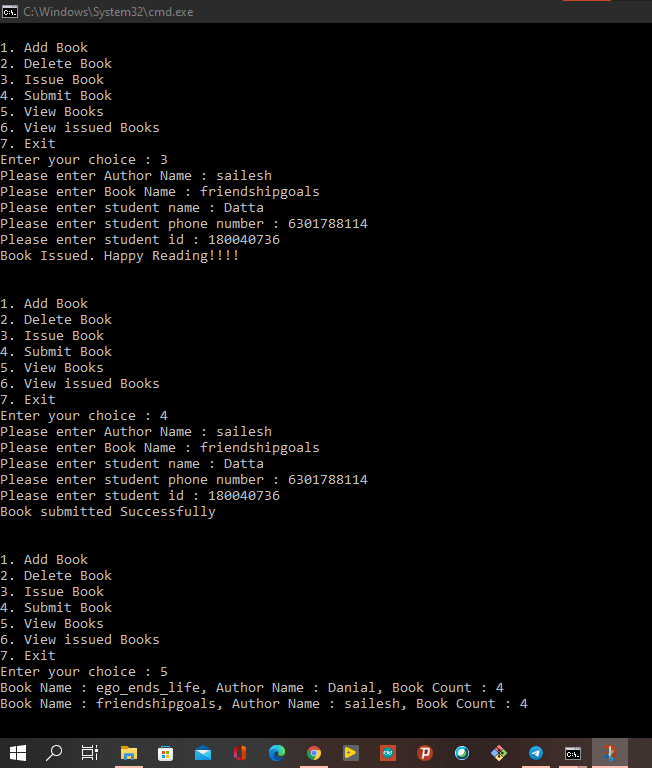 C:\Windows\System32\cmd.exe
1. Add Book
2. Delete Book
3. Issue Book
4. Submit Book
5. View Books
6. View issued Books
7. Exit
Enter your choice : 3
Please enter Author Name : sailesh
Please enter Book Name : friendshipgoals
Please enter student name : Datta
Please enter student phone number : 6301788114
Please enter student id : 180040736
Book Issued. Happy Reading!!!!
1. Add Book
2. Delete Book
3. Issue Book
4. Submit Book
5. View Books
6. View issued Books
7. Exit
Enter your choice : 4
Please enter Author Name : sailesh
Please enter Book Name : friendshipgoals
Please enter student name : Datta
Please enter student phone number : 6301788114
Please enter student id : 180040736
Book submitted Successfully
1. Add Book
2. Delete Book
3. Issue Book
4. Submit Book
5. View Books
6. View issued Books
7. Exit
Enter your choice : 5
Book Name : ego_ends_life, Author Name : Danial, Book Count : 4
Book Name : friendshipgoals, Author Name : sailesh, Book Count : 4